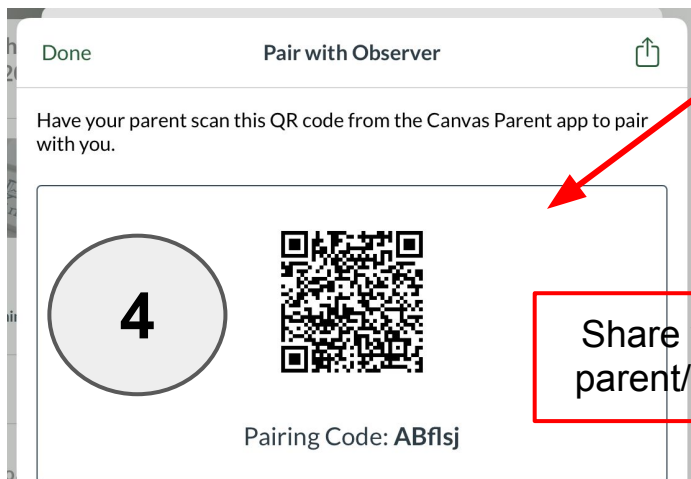 Done Pair with Observer
Have your parent scan this QR code from the Canvas Parent app to pair
with you.
4
Share
parent/
Pairing Code: ABflsj